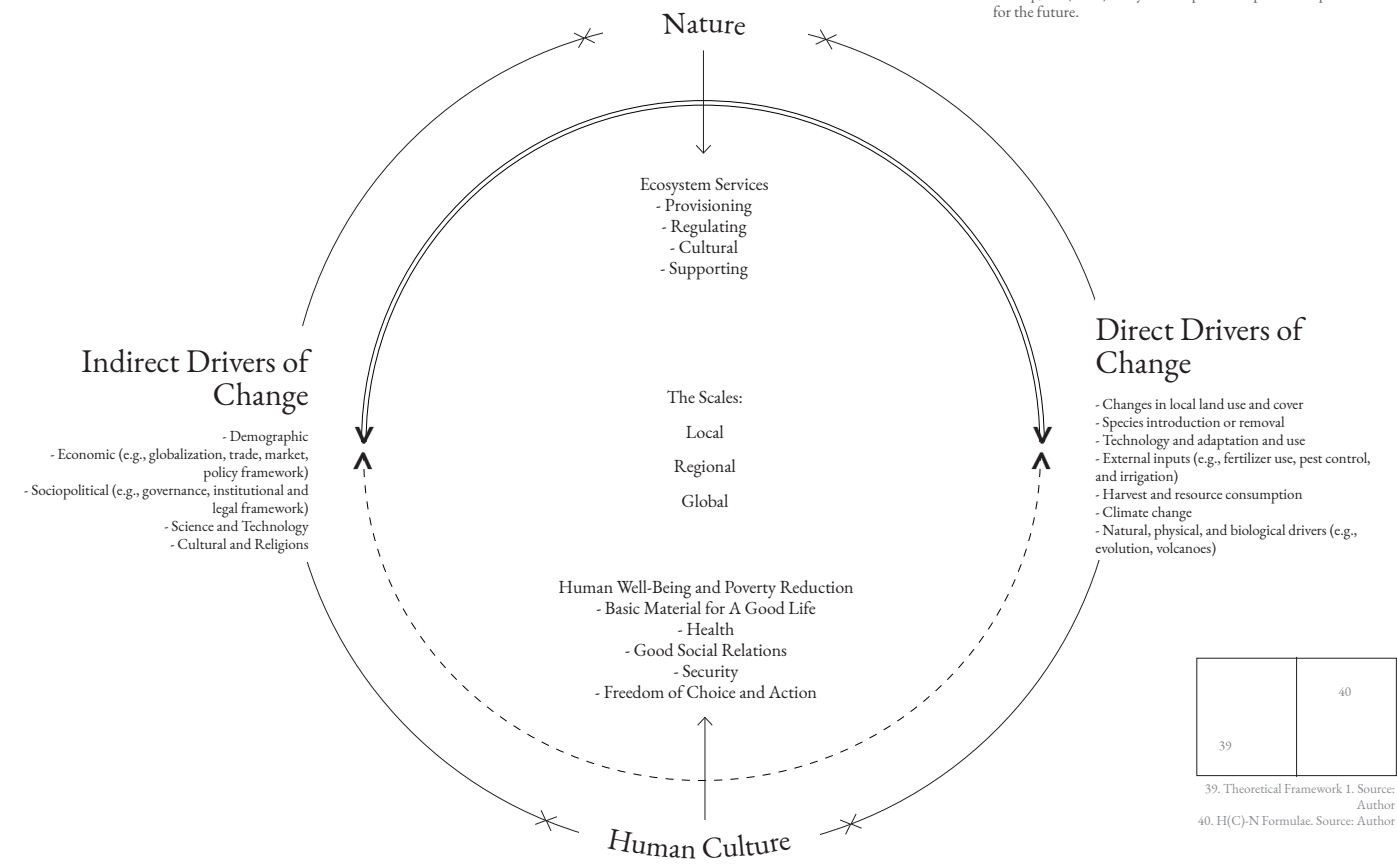 for the future.
Nature
Ecosystem Services
- Provisioning
- Regulating
- Cultural
- Supporting
Indirect Drivers of
Change
- Demographic
- Economic (e.g., globalization, trade, market,
policy framework)
- Sociopolitical (e.g., governance, institutional and
legal framework)
- Science and Technology
- Cultural and Religions
The Scales:
Local
Regional
Global
Direct Drivers of
Change
- Changes in local land use and cover
- Species introduction or removal
- Technology and adaptation and use
- External inputs (e.g., fertilizer use, pest control,
and irrigation)
- Harvest and resource consumption
- Climate change
- Natural, physical, and biological drivers (e.g.,
evolution, volcanoes)
Human Well-Being and Poverty Reduction
- Basic Material for A Good Life
- Health
- Good Social Relations
- Security
- Freedom of Choice and Action
Human Culture
40
39
39. Theoretical Framework 1. Source:
Author
40. H(C)-N Formulae. Source: Author